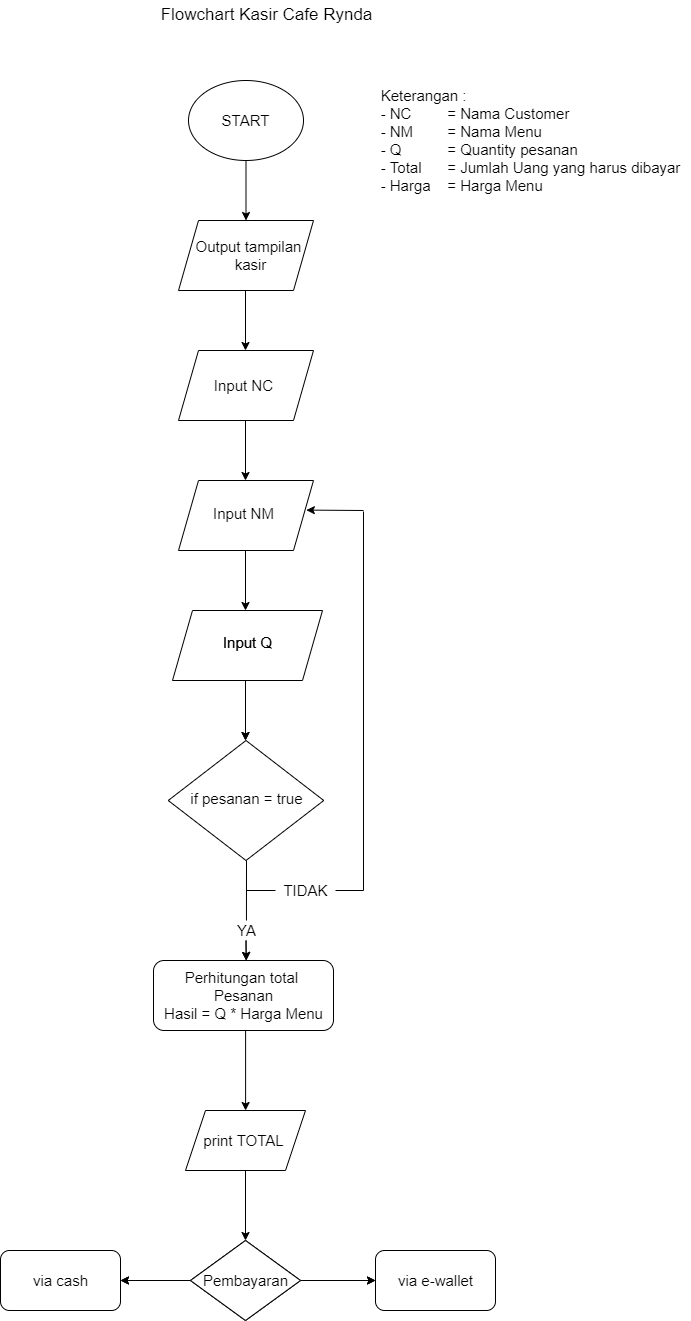 Flowchart Kasir Cafe Rynda
START
Keterangan :
- NC = Nama Customer
- NM = Nama Menu
- Q = Quantity pesanan
- Total = Jumlah Uang yang harus dibayar
- Harga = Harga Menu
Output tampilan
kasir
Input NC
Input NM
Input Q
if pesanan = true
TIDAK
YA
Perhitungan total
Pesanan
Hasil = Q * Harga Menu
print TOTAL
via cash
Pembayaran
via e-wallet